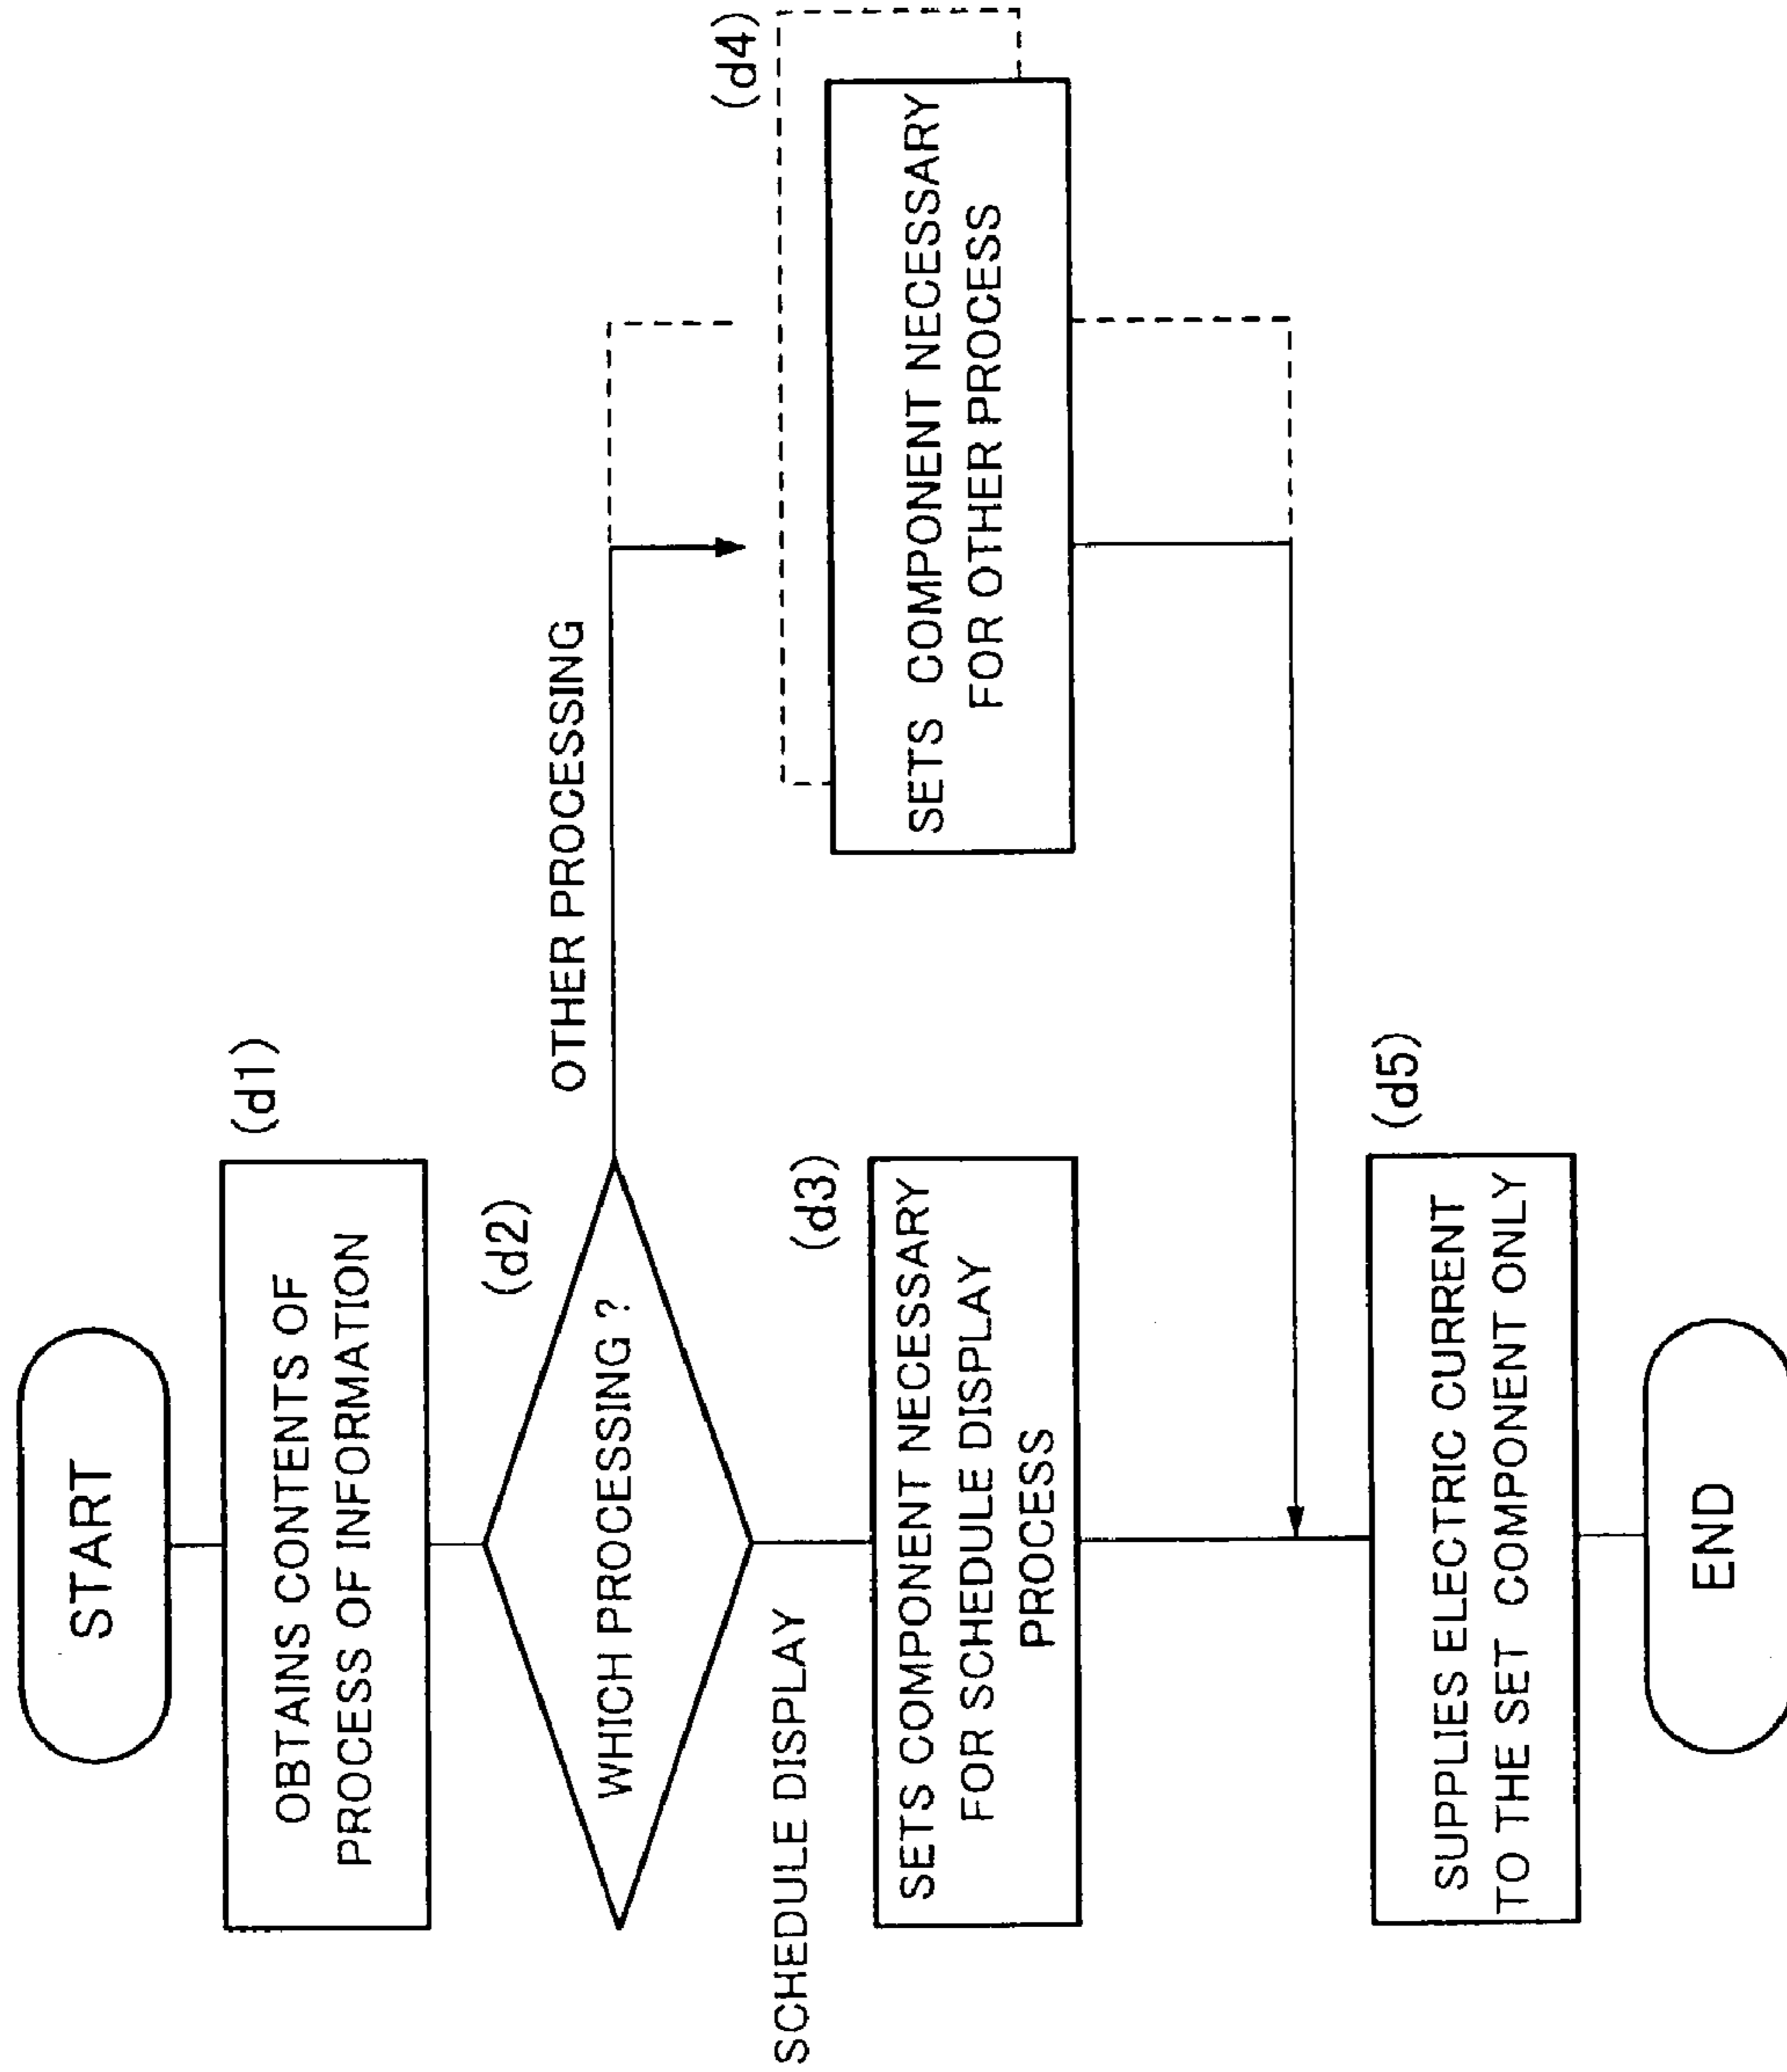 START
(d1)
OBTAINS CONTENTS OF
PROCESS OF INFORMATION
(d2)
WHICH PROCESSING ?
OTHER PROCESSING
SCHEDULE DISPLAY
(d3)
SETS COMPONENT NECESSARY
FOR SCHEDULE DISPLAY
PROCESS
(d4)
SETS COMPONENT NECESSARY
FOR OTHER PROCESS
(d5)
SUPPLIES ELECTRIC CURRENT
TO THE SET COMPONENT ONLY
END